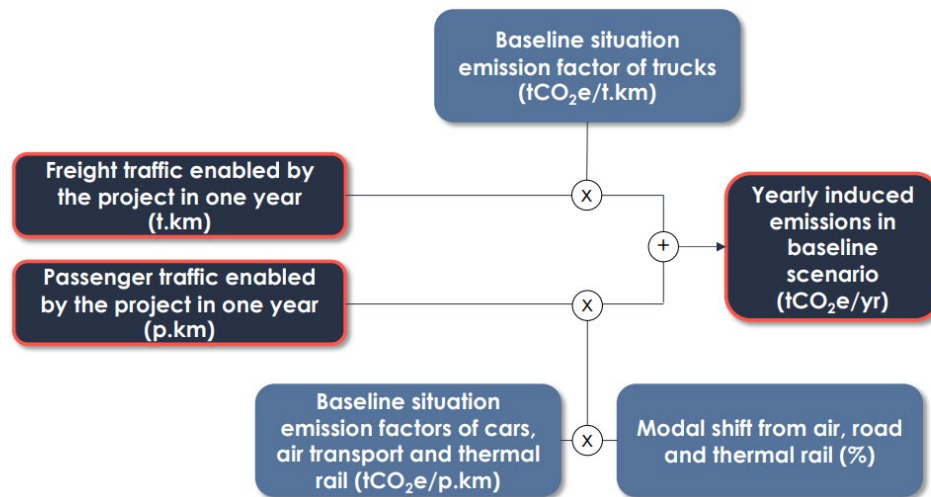 Baseline situation
emission factor of trucks
(tCO₂e/t.km)
Freight traffic enabled by
the project in one year
(t.km)
X
Yearly induced
emissions in
baseline
scenario
(tCO₂e/yr)
+
Passenger traffic enabled
by the project in one year
(p.km)
X
Baseline situation
emission factors of cars,
air transport and thermal
rail (tCO₂e/p.km)
X
Modal shift from air, road
and thermal rail (%)